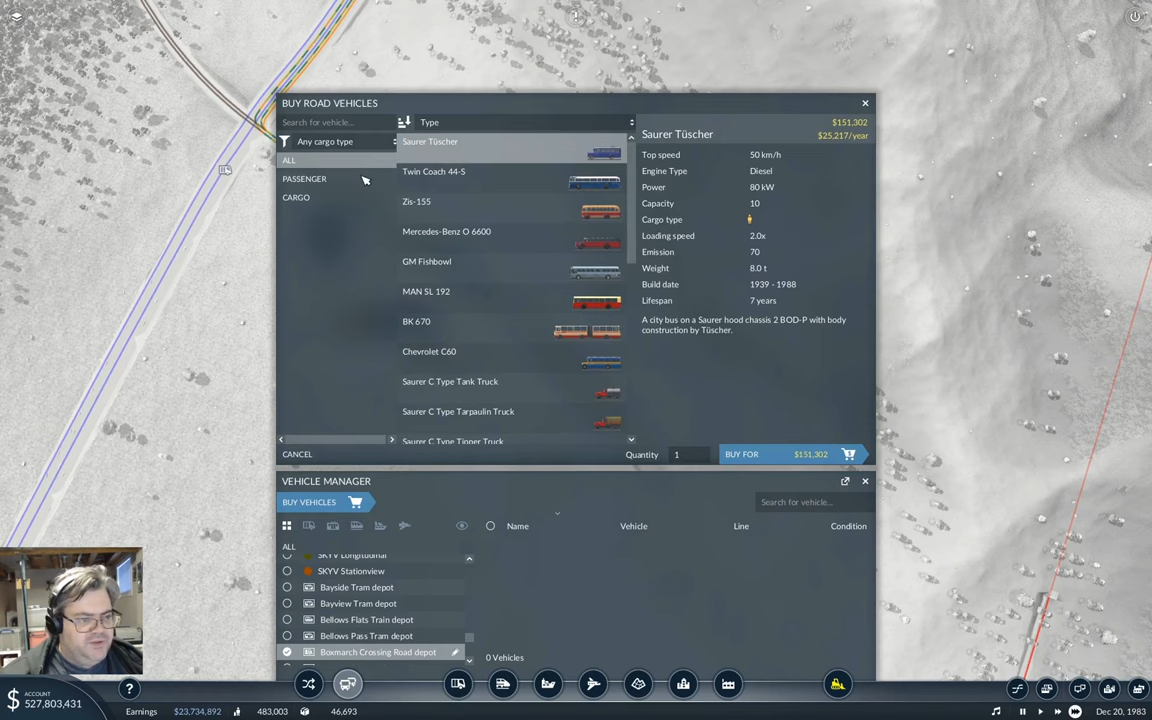 BUY ROAD VEHICLES
Search for vehicle...
Type
Any cargo type
ALL
PASSENGER
CARGO
Saurer Tüscher
Twin Coach 44-S
Zis-155
Mercedes-Benz O 6600
GM Fishbowl
MAN SL 192
BK 670
Chevrolet C60
Saurer C Type Tank Truck
Saurer C Type Tarpaulin Truck
Saurer C Type Tipper Truck
$151,302
Saurer Tüscher
$25,217/year
Top speed 50 km/h
Engine Type Diesel
Power 80 kW
Capacity 10
Cargo type
Loading speed 2.0x
Emission 70
Weight 8.0 t
Build date 1939 - 1988
Lifespan 7 years
A city bus on a Saurer hood chassis 2 BOD-P with body
construction by Tüscher.
CANCEL
Quantity 1
BUY FOR $151,302
VEHICLE MANAGER
BUY VEHICLES
Search for vehicle...
Name Vehicle Line Condition
ALL
SKYV Longitudinal
SKYV Stationview
Bayside Tram depot
Bayview Tram depot
Bellows Flats Train depot
Bellows Pass Tram depot
Boxmarch Crossing Road depot
0 Vehicles
ACCOUNT
$ 527,803,431
?
Earnings $23,734,892 483,003 46,693
Dec 20, 1983